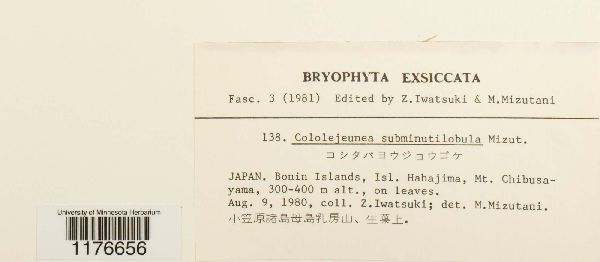 BRYOPHYTA EXSICCATA
Fasc. 3 (1981) Edited by Z.Iwatsuki & M.Mizutani
138. Cololejeunea subminutilobula Mizut.
コシタバヨウジョウゴケ
JAPAN. Bonin Islands, Isl. Hahajima, Mt. Chibusa-
yama, 300-400 m alt., on leaves.
Aug. 9, 1980, coll. Z.Iwatsuki; det. M.Mizutani.
小笠原諸島母島乳房山、生葉上.
University of Minnesota Herbarium
1176656